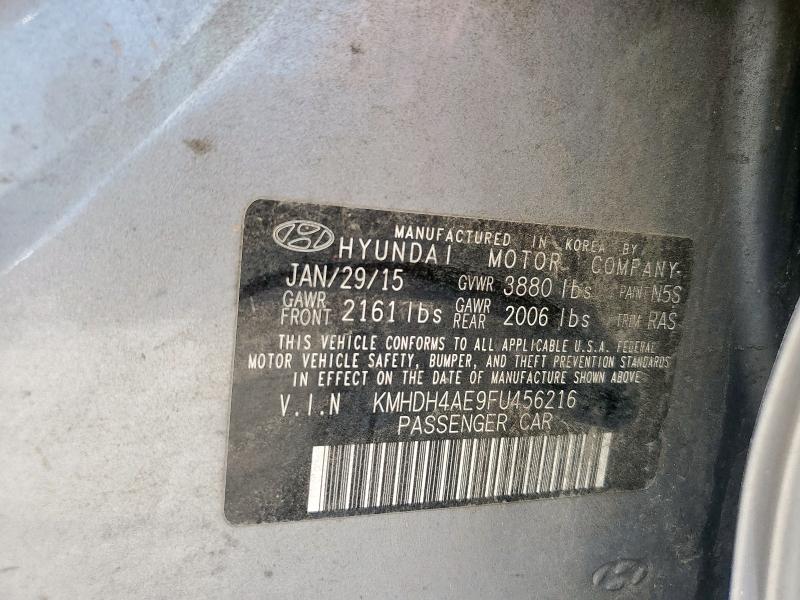 MANUFACTURED IN KOREA BY
HYUNDAI MOTOR COMPANY
JAN/29/15 GVWR 3880 lbs PAINT N5S
GAWR FRONT 2161 lbs GAWR REAR 2006 lbs TRIM RAS
THIS VEHICLE CONFORMS TO ALL APPLICABLE U.S.A. FEDERAL
MOTOR VEHICLE SAFETY, BUMPER, AND THEFT PREVENTION STANDARDS
IN EFFECT ON THE DATE OF MANUFACTURE SHOWN ABOVE
V.I.N KMHDH4AE9FU456216
PASSENGER CAR